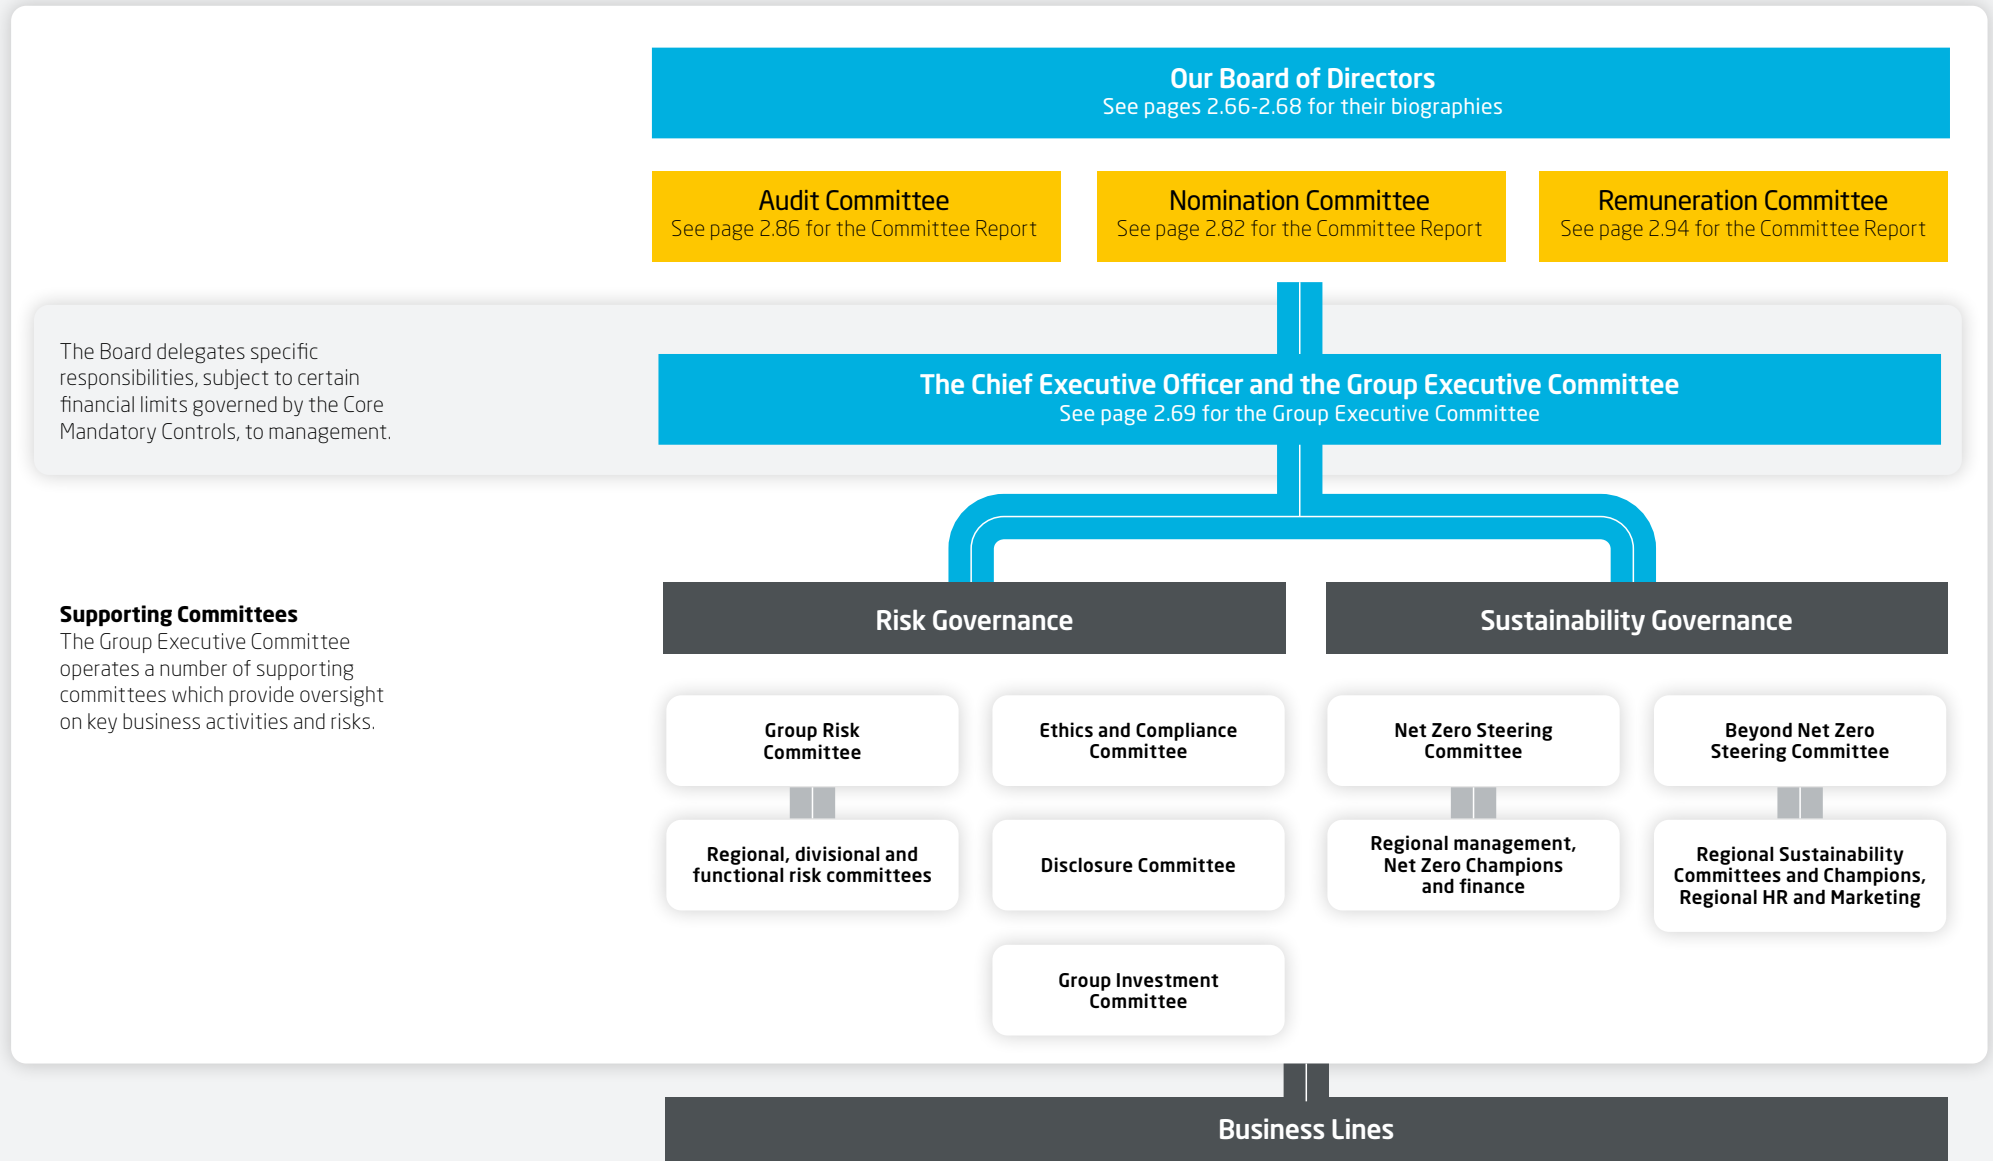 Our Board of Directors
See pages 2.66-2.68 for their biographies
Audit Committee
See page 2.86 for the Committee Report
Nomination Committee
See page 2.82 for the Committee Report
Remuneration Committee
See page 2.94 for the Committee Report
The Board delegates specific
responsibilities, subject to certain
financial limits governed by the Core
Mandatory Controls, to management.
The Chief Executive Officer and the Group Executive Committee
See page 2.69 for the Group Executive Committee
Supporting Committees
The Group Executive Committee
operates a number of supporting
committees which provide oversight
on key business activities and risks.
Risk Governance
Sustainability Governance
Group Risk
Committee
Ethics and Compliance
Committee
Net Zero Steering
Committee
Beyond Net Zero
Steering Committee
Regional, divisional and
functional risk committees
Disclosure Committee
Regional management,
Net Zero Champions
and finance
Regional Sustainability
Committees and Champions,
Regional HR and Marketing
Group Investment
Committee
Business Lines